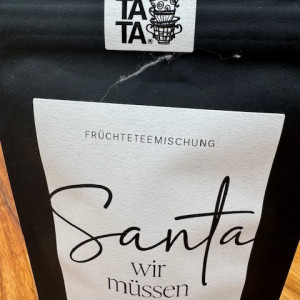 TA
TA.
FRÜCHTETEEMISCHUNG
Santa
wir
müssen